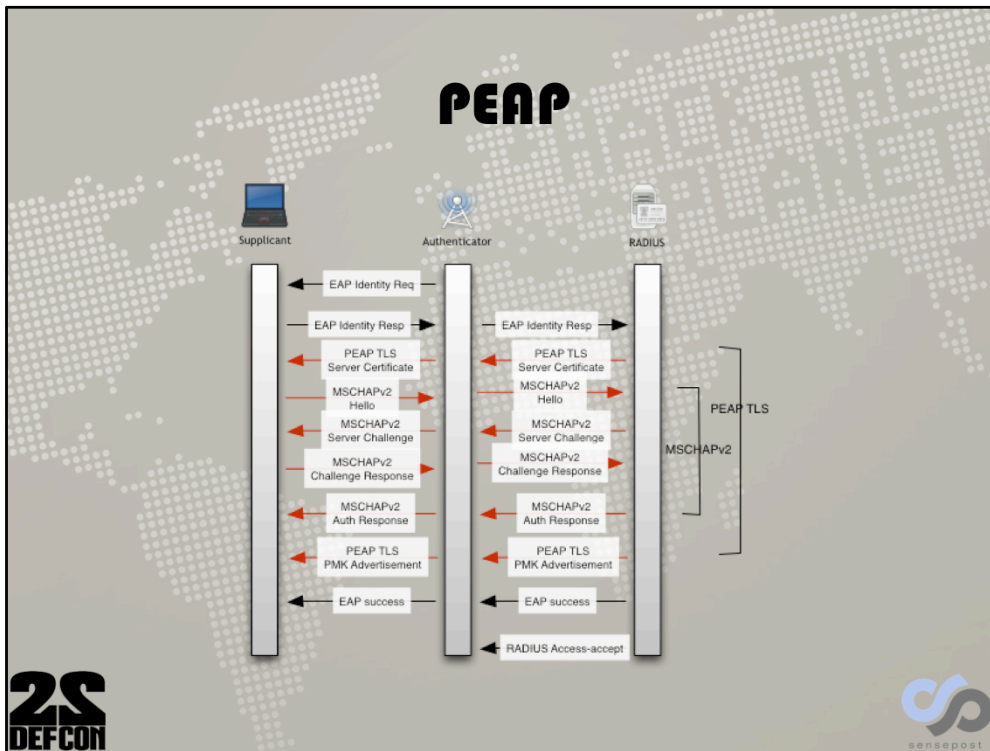 PEAP
Supplicant
Authenticator
RADIUS
EAP Identity Req
EAP Identity Resp
EAP Identity Resp
PEAP TLS
Server Certificate
PEAP TLS
Server Certificate
MSCHAPv2
Hello
MSCHAPv2
Hello
PEAP TLS
MSCHAPv2
Server Challenge
MSCHAPv2
Server Challenge
MSCHAPv2
MSCHAPv2
Challenge Response
MSCHAPv2
Challenge Response
MSCHAPv2
Auth Response
MSCHAPv2
Auth Response
PEAP TLS
PMK Advertisement
PEAP TLS
PMK Advertisement
EAP success
EAP success
RADIUS Access-accept
22
DEFCON
sensepost